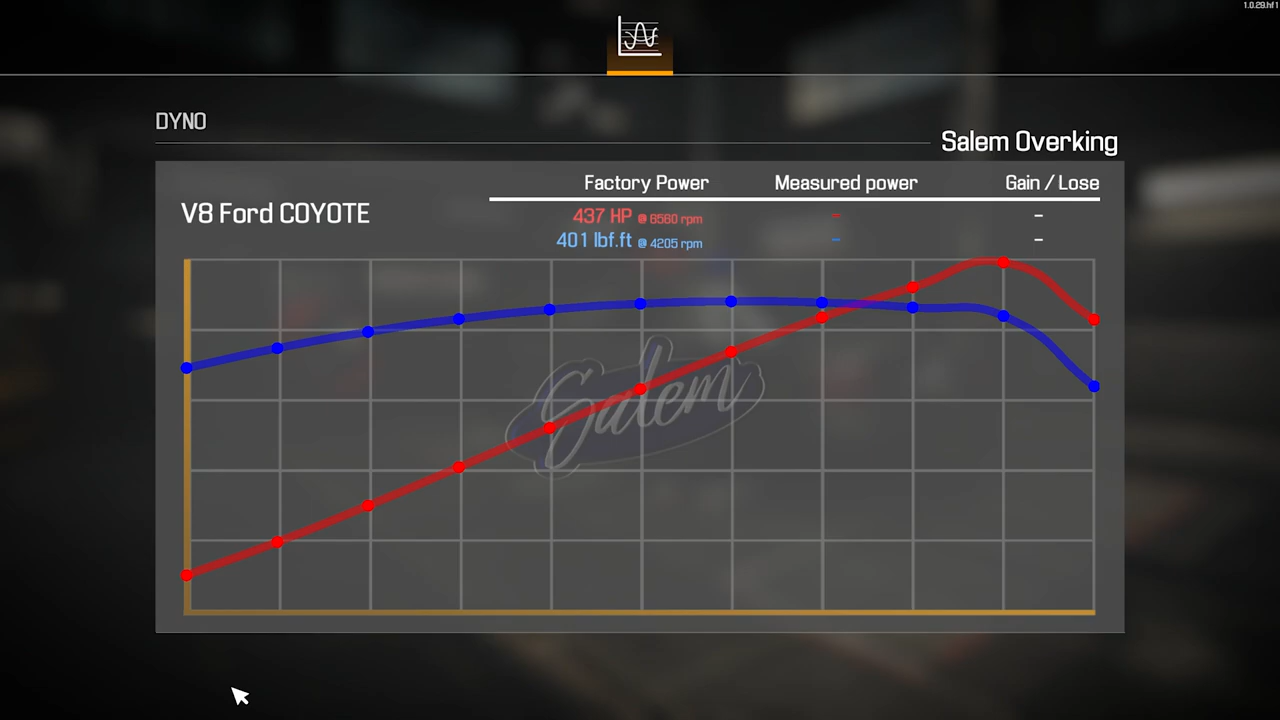 1.0.29.hf1
DYNO
Salem Overking
Factory Power Measured power Gain / Lose
V8 Ford COYOTE
437 HP @ 6580 rpm = –
401 lbf.ft @ 4205 rpm – –
Salem